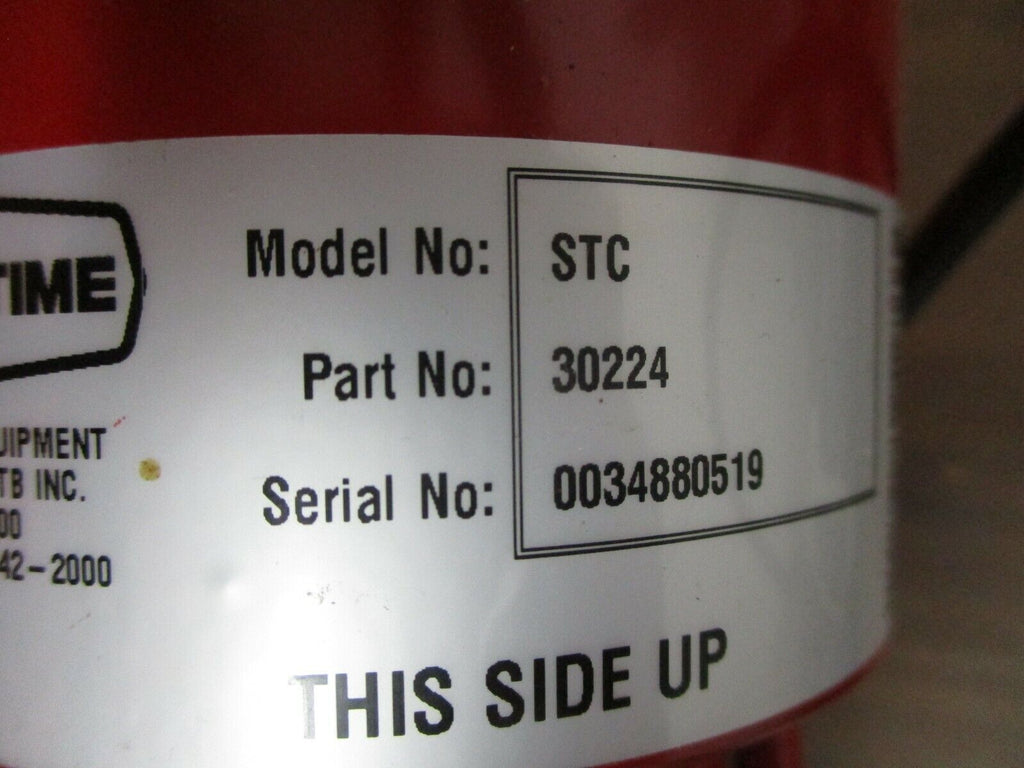 TIME
UIPMENT
TB INC.
00
42-2000
Model No: STC
Part No: 30224
Serial No: 0034880519
THIS SIDE UP